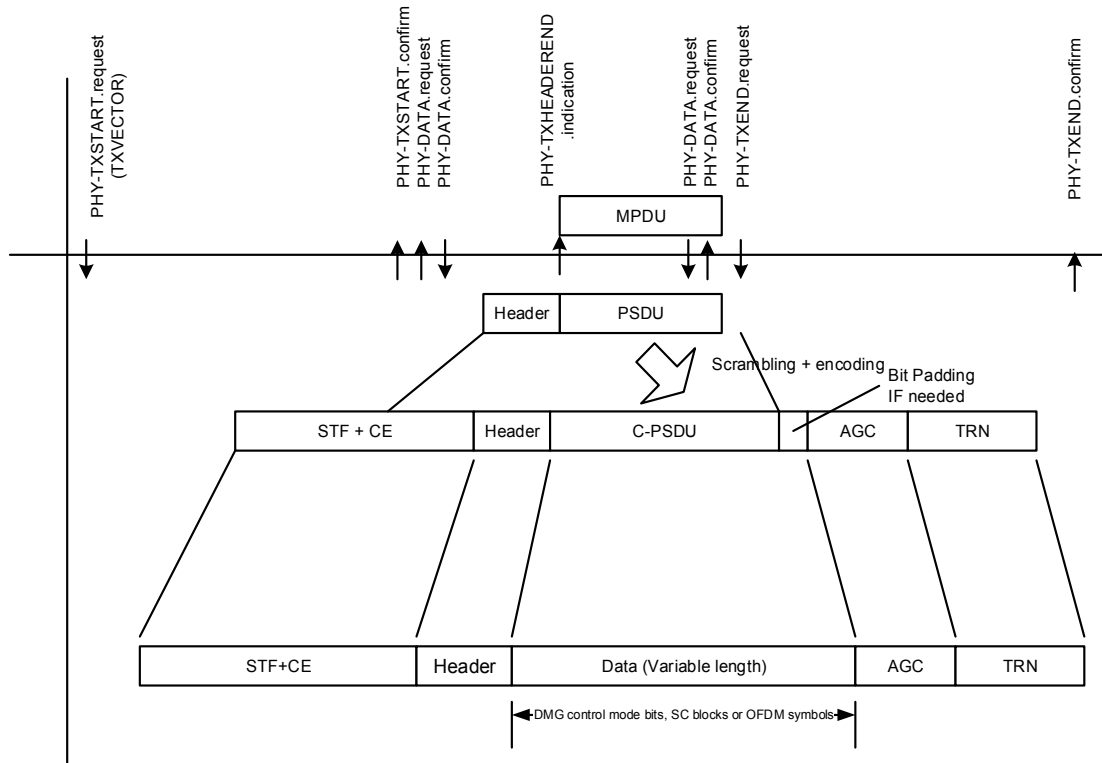 PHY-TXSTART.request
(TXVECTOR)
PHY-TXSTART.confirm
PHY-DATA.request
PHY-DATA.confirm
PHY-TXHEADEREND
.indication
PHY-DATA.request
PHY-DATA.confirm
PHY-TXEND.request
PHY-TXEND.confirm
MPDU
Header
PSDU
Scrambling + encoding
Bit Padding
IF needed
STF + CE
Header
C-PSDU
AGC
TRN
STF+CE
Header
Data (Variable length)
AGC
TRN
DMG control mode bits, SC blocks or OFDM symbols